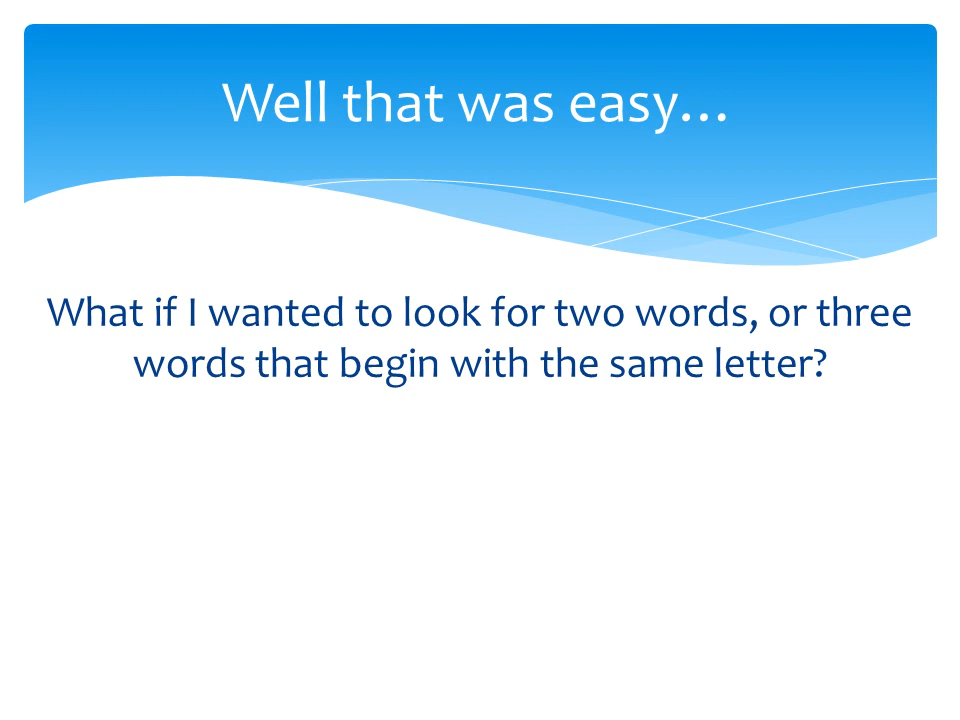 Well that was easy…
What if I wanted to look for two words, or three
words that begin with the same letter?